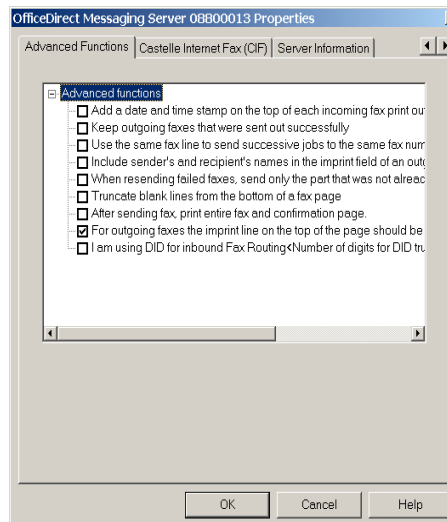 OfficeDirect Messaging Server 08B00013 Properties
Advanced Functions Castelle Internet Fax (CIF) Server Information
Advanced functions
Add a date and time stamp on the top of each incoming fax print ou
Keep outgoing faxes that were sent out successfully
Use the same fax line to send successive jobs to the same fax num
Include sender's and recipient's names in the imprint field of an out
When resending failed faxes, send only the part that was not alread
Truncate blank lines from the bottom of a fax page
After sending fax, print entire fax and confirmation page.
For outgoing faxes the imprint line on the top of the page should be
I am using DID for inbound Fax Routing<Number of digits for DID tru
OK Cancel Help